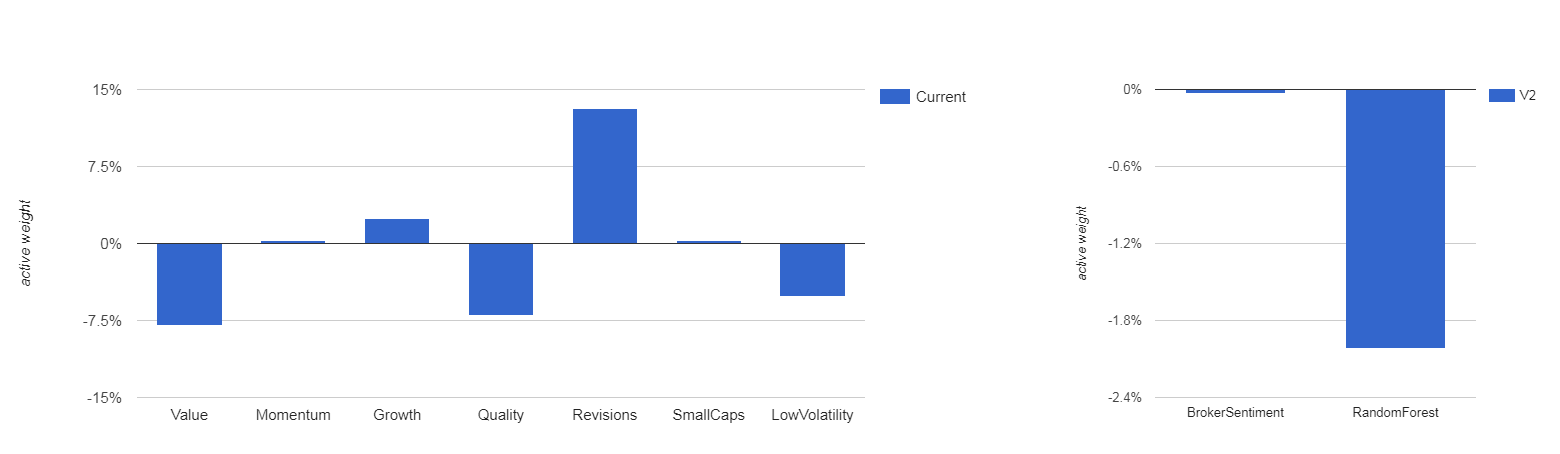 active weight
15%
7.5%
0%
-7.5%
-15%
Value Momentum Growth Quality Revisions SmallCaps LowVolatility
Current
active weight
0%
-0.6%
-1.2%
-1.8%
-2.4%
BrokerSentiment RandomForest
V2